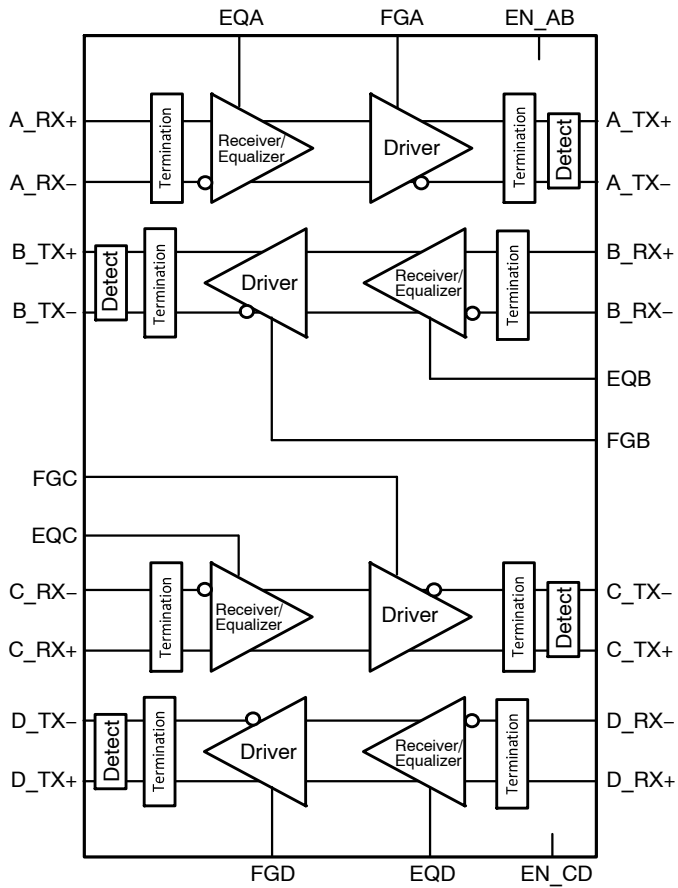 EQA FGA EN_AB
A_RX+ A_TX+
Termination Receiver/ Driver Termination Detect
Equalizer
A_RX− A_TX−
B_TX+ B_RX+
Detect Termination Driver Receiver/ Termination
Equalizer
B_TX− B_RX−
EQB
FGB
FGC
EQC
C_RX− C_TX−
Termination Receiver/ Driver Termination Detect
Equalizer
C_RX+ C_TX+
D_TX− D_RX−
Detect Termination Driver Receiver/ Termination
Equalizer
D_TX+ D_RX+
FGD EQD EN_CD